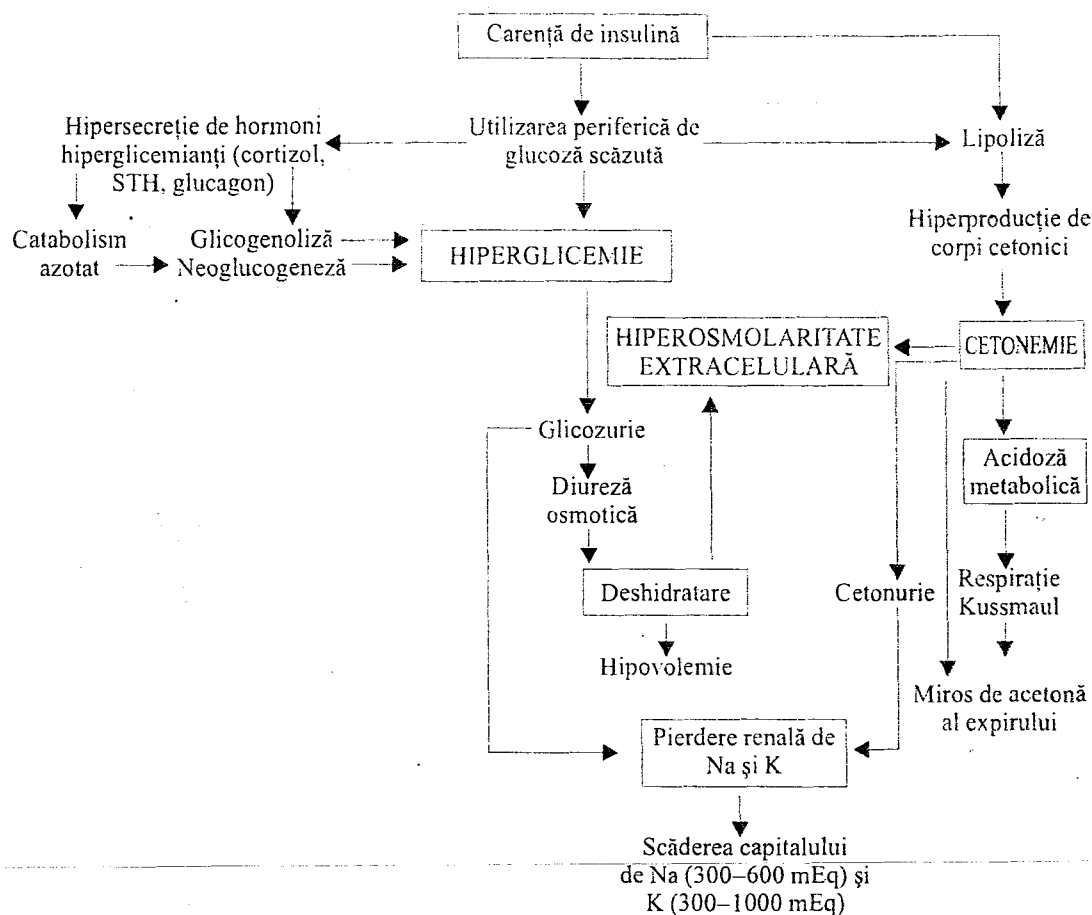 Carență de insulină
Hipersecreție de hormoni
hiperglicemianți (cortizol,
STH, glucagon)
Utilizarea periferică de
glucoză scăzută
Lipoliză
Catabolism
azotat
Glicogenoliză
Neoglucogeneză
HIPERGLICEMIE
Hiperproducție de
corpi cetonici
HIPEROSMOLARITATE
EXTRACELULARĂ
CETONEMIE
Glicozurie
Acidoză
metabolică
Diureză
osmotică
Deshidratare
Cetonurie
Respirație
Kussmaul
Hipovolemie
Miros de acetonă
al expirului
Pierdere renală de
Na și K
Scăderea capitalului
de Na (300–600 mEq) și
K (300–1000 mEq)